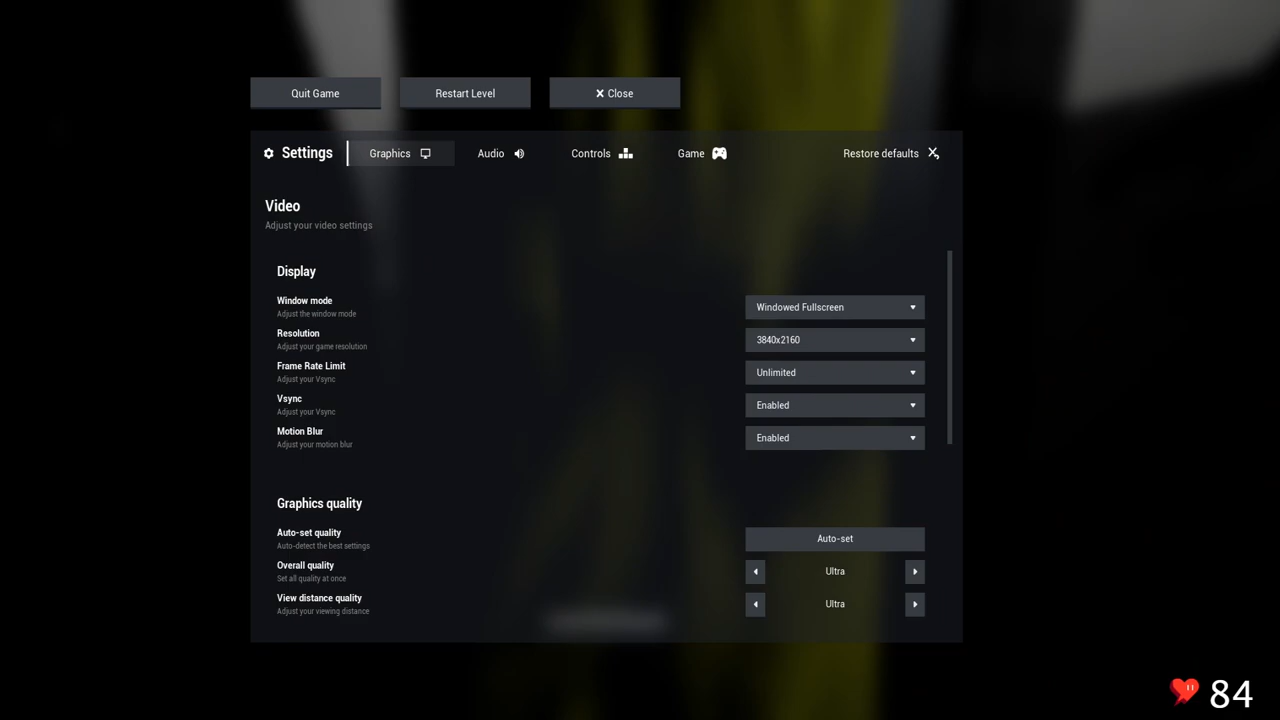 Quit Game
Restart Level
Close
Settings
Graphics
Audio
Controls
Game
Restore defaults
Video
Adjust your video settings
Display
Window mode
Windowed Fullscreen
Adjust the window mode
Resolution
3840x2160
Adjust your game resolution
Frame Rate Limit
Unlimited
Adjust your Vsync
Vsync
Enabled
Adjust your Vsync
Motion Blur
Enabled
Adjust your motion blur
Graphics quality
Auto-set quality
Auto-set
Auto-detect the best settings
Overall quality
Ultra
Set all quality at once
View distance quality
Ultra
Adjust your viewing distance
84